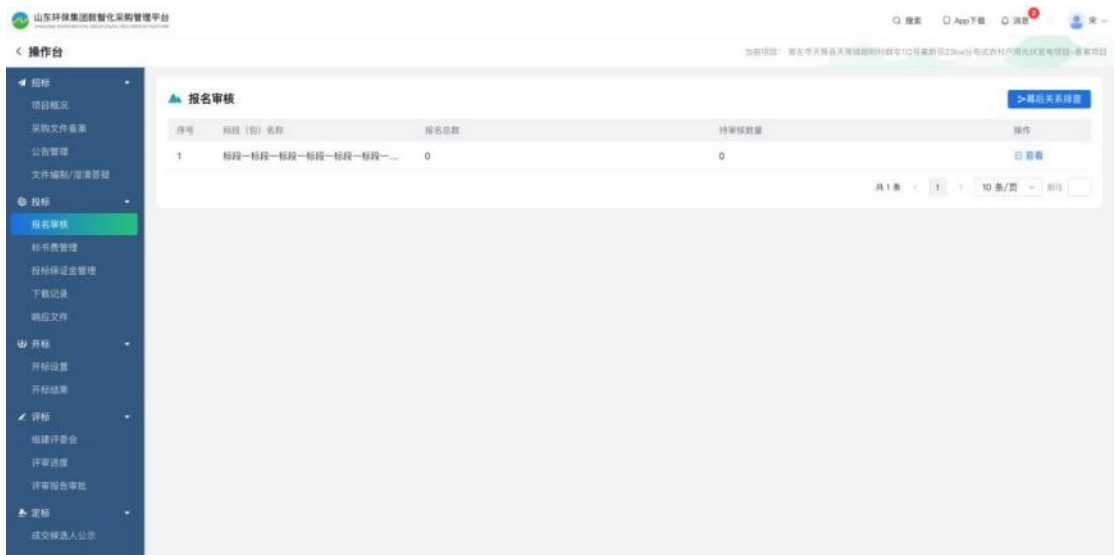 山东环保集团数智化采购管理平台
搜索 App下载 消息 2 宋
操作台
当前项目：
招标
报名审核
幕后关系排查
项目概况
序号 标段（包）名称 报名总数 待审核数量 操作
采购文件备案
公告管理
1 标段一标段一标段一标段一标段一标段一... 0 0 查看
文件编制/澄清答疑
共 1 条 1 10 条/页 前往
投标
报名审核
标书费管理
投标保证金管理
下载记录
响应文件
开标
开标设置
开标结果
评标
组建评委会
评审进度
评审报告审批
定标
成交候选人公示